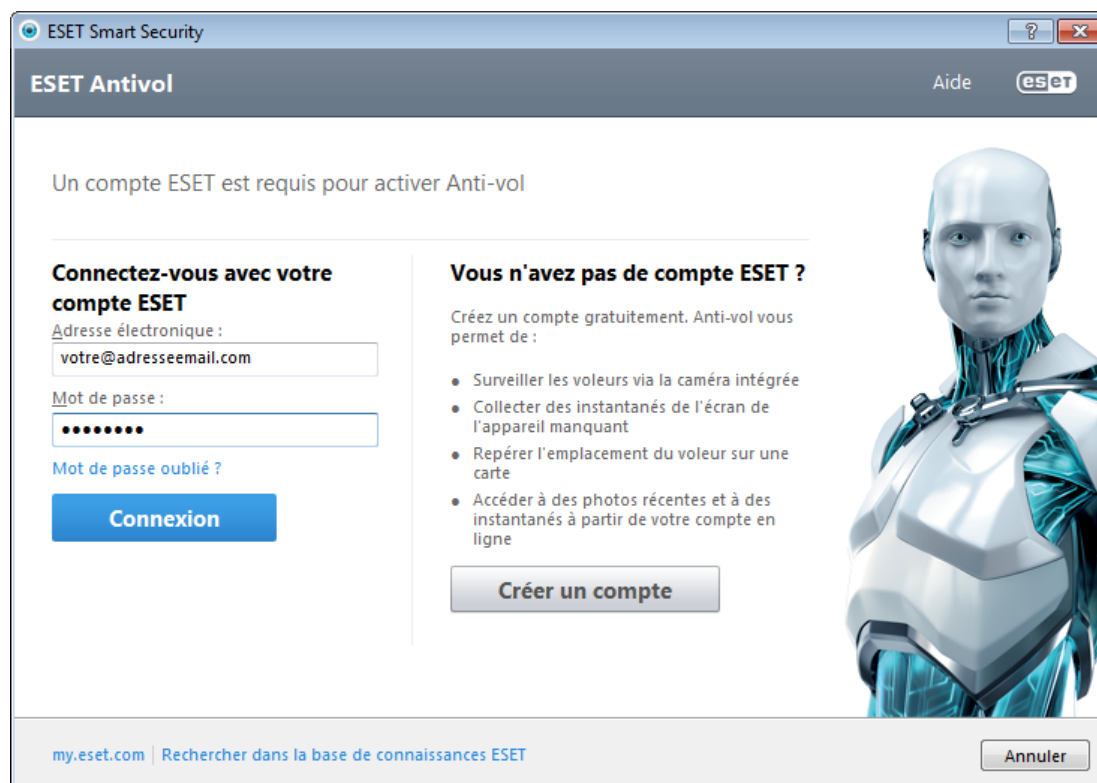 ESET Smart Security
ESET Antivol
Aide
eset
Un compte ESET est requis pour activer Anti-vol
Connectez-vous avec votre
compte ESET
Adresse électronique :
votre@adresseemail.com
Mot de passe :
••••••••
Mot de passe oublié ?
Connexion
Vous n'avez pas de compte ESET ?
Créez un compte gratuitement. Anti-vol vous
permet de :
• Surveiller les voleurs via la caméra intégrée
• Collecter des instantanés de l'écran de
l'appareil manquant
• Repérer l'emplacement du voleur sur une
carte
• Accéder à des photos récentes et à des
instantanés à partir de votre compte en
ligne
Créer un compte
my.eset.com | Rechercher dans la base de connaissances ESET
Annuler